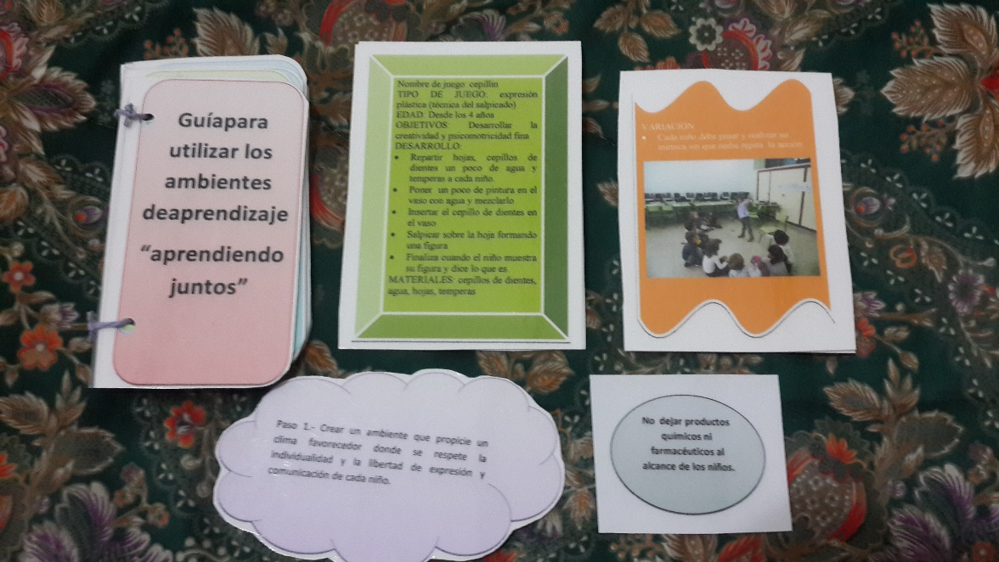 Guíapara
utilizar los
ambientes
deaprendizaje
“aprendiendo
juntos”
Nombre de juego: cepillin
TIPO DE JUEGO: expresión
plástica (técnica del salpicado)
EDAD: Desde los 4 años
OBJETIVOS: Desarrollar la
creatividad y psicomotricidad fina
DESARROLLO:
• Repartir hojas, cepillos de
dientes un poco de agua y
temperas a cada niño.
• Poner un poco de pintura en el
vaso con agua y mezclarlo
• Insertar el cepillo de dientes en
el vaso
• Salpicar sobre la hoja formando
una figura
• Finaliza cuando el niño muestra
su figura y dice lo que es.
MATERIALES: cepillos de dientes,
agua, hojas, temperas
VARIACION
• Cada niño debe pasar y realizar su
mímica sin que nadie repita la acción
Paso 1.- Crear un ambiente que propicie un
clima favorecedor donde se respete la
individualidad y la libertad de expresión y
comunicación de cada niño.
No dejar productos
químicos ni
farmacéuticos al
alcance de los niños.